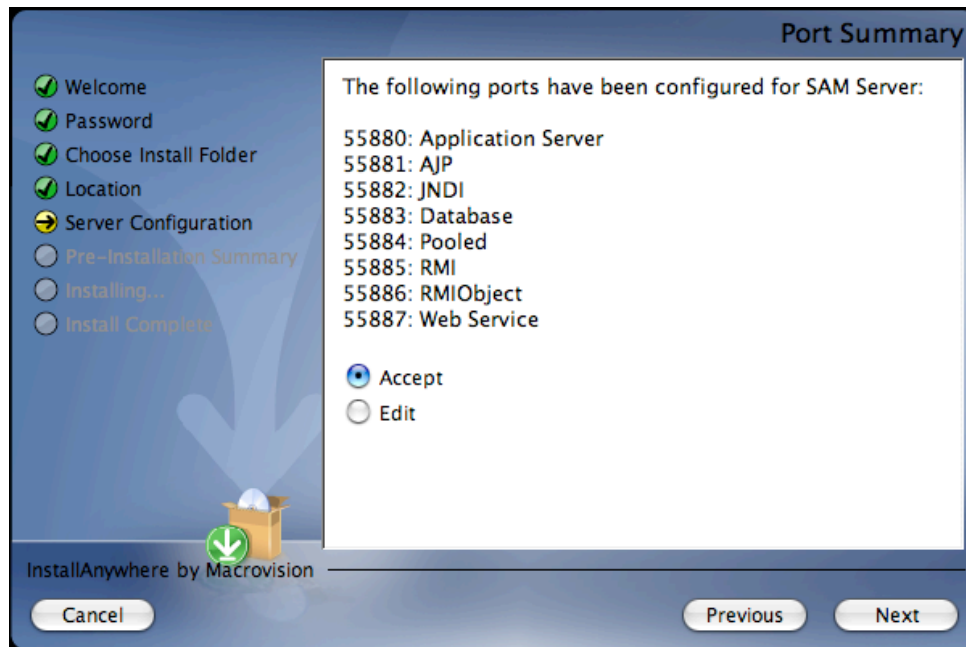 Port Summary
Welcome
Password
Choose Install Folder
Location
Server Configuration
Pre-Installation Summary
Installing...
Install Complete
The following ports have been configured for SAM Server:
55880: Application Server
55881: AJP
55882: JNDI
55883: Database
55884: Pooled
55885: RMI
55886: RMIObject
55887: Web Service
Accept
Edit
InstallAnywhere by Macrovision
Cancel
Previous
Next